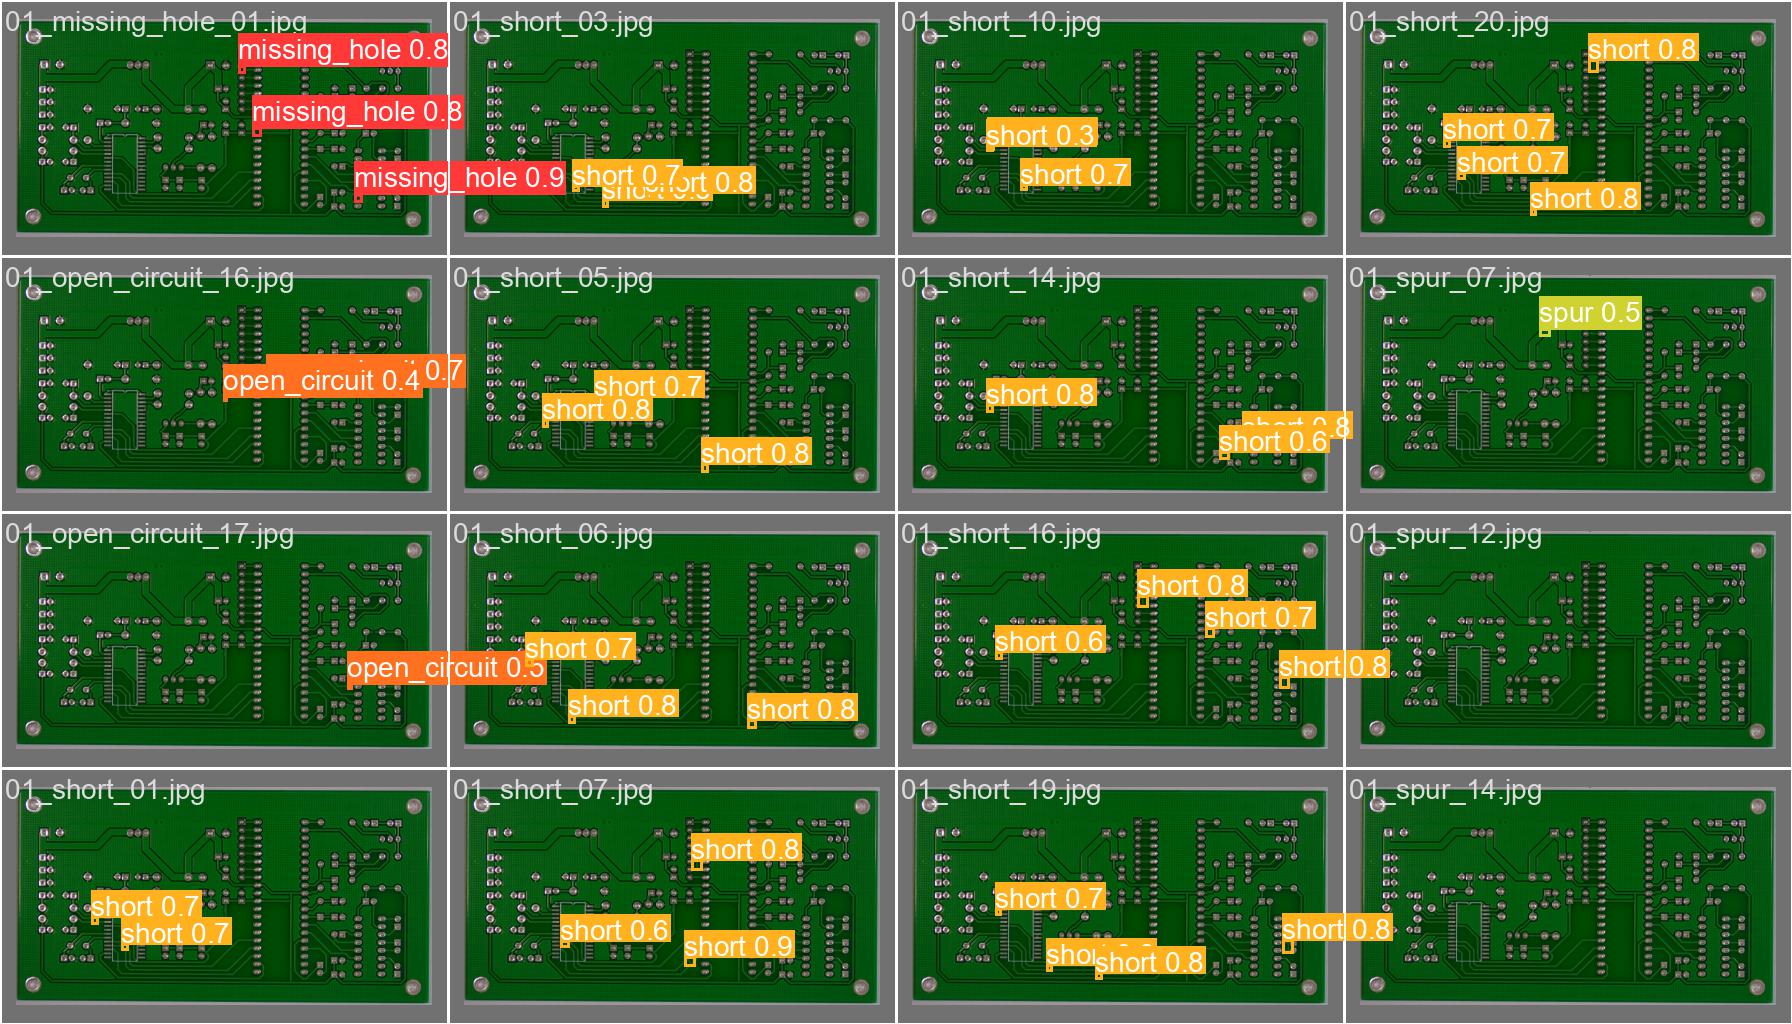 01_missing_hole_01.jpg
missing_hole 0.8
missing_hole 0.8
missing_hole 0.9
01_short_03.jpg
short 0.7
short 0.8
01_short_10.jpg
short 0.3
short 0.7
01_short_20.jpg
short 0.8
short 0.7
short 0.7
short 0.8
01_open_circuit_16.jpg
0.7
open_circuit 0.4
01_short_05.jpg
short 0.7
short 0.8
short 0.8
01_short_14.jpg
short 0.8
short 0.8
short 0.6
01_spur_07.jpg
spur 0.5
01_open_circuit_17.jpg
open_circuit 0.5
01_short_06.jpg
short 0.7
short 0.8
short 0.8
01_short_16.jpg
short 0.8
short 0.7
short 0.6
short 0.8
01_spur_12.jpg
01_short_01.jpg
short 0.7
short 0.7
01_short_07.jpg
short 0.8
short 0.6
short 0.9
01_short_19.jpg
short 0.7
short 0.8
short 0.8
01_spur_14.jpg